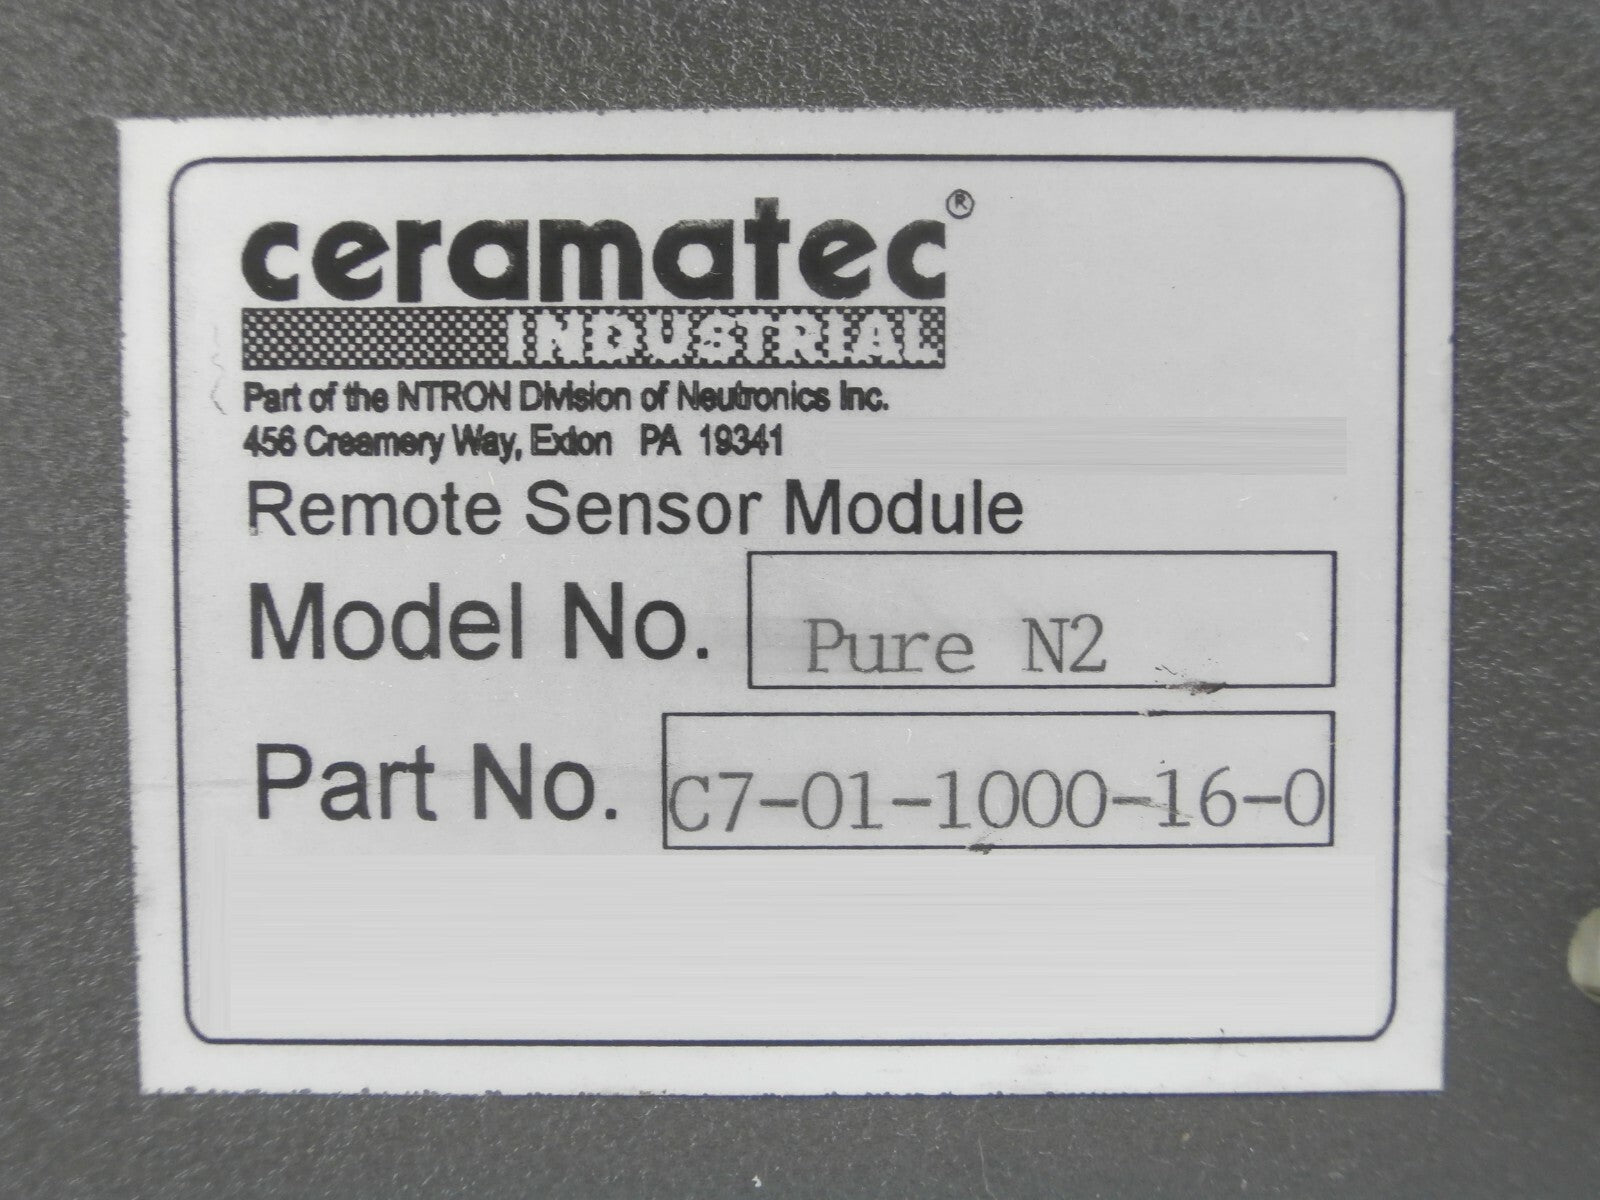 ceramatec®
INDUSTRIAL
Part of the NTRON Division of Neutronics Inc.
456 Creamery Way, Exton PA 19341
Remote Sensor Module
Model No. Pure N2
Part No. C7-01-1000-16-0